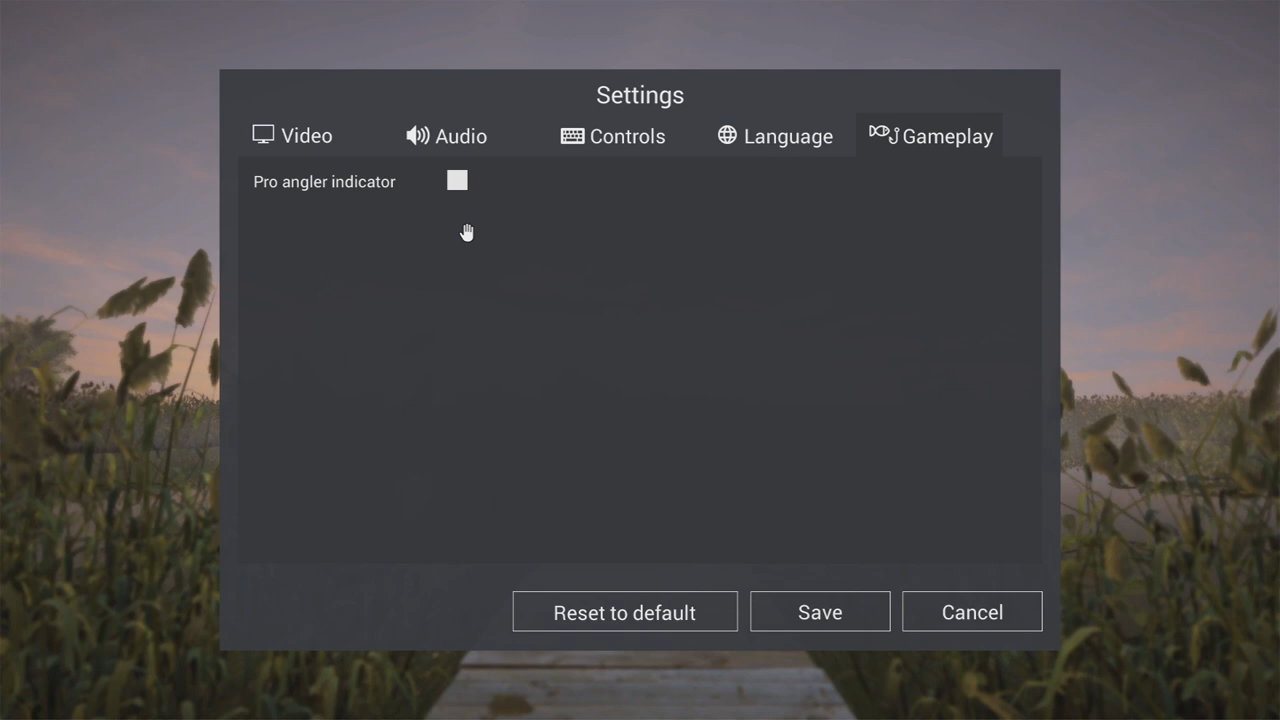 Settings
Video Audio Controls Language Gameplay
Pro angler indicator
Reset to default Save Cancel